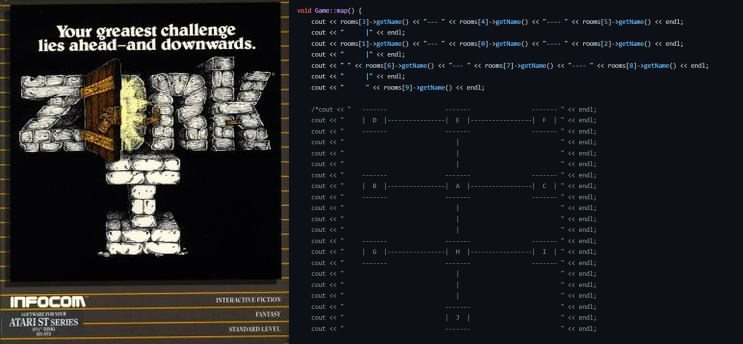 Your greatest challenge
lies ahead—and downwards.
ZORK
I
INFOCOM
INTERACTIVE FICTION
SOFTWARE FOR YOUR
ATARI ST SERIES
FANTASY
STANDARD LEVEL
void Game::map() {
    cout << rooms[3]->getName() << "--- " << rooms[4]->getName() << "---- " << rooms[5]->getName() << endl;
    cout << "      |" << endl;
    cout << rooms[1]->getName() << "--- " << rooms[0]->getName() << "---- " << rooms[2]->getName() << endl;
    cout << "      |" << endl;
    cout << " " << rooms[6]->getName() << "--- " << rooms[7]->getName() << "---- " << rooms[8]->getName() << endl;
    cout << "      |" << endl;
    cout << "      " << rooms[9]->getName() << endl;
    /*cout << "     ------               ------               ------ " << endl;
    cout << "     | D |---------------| E |---------------| F | " << endl;
    cout << "     ------               ------               ------ " << endl;
    cout << "                            |                         " << endl;
    cout << "                            |                         " << endl;
    cout << "                            |                         " << endl;
    cout << "     ------               ------               ------ " << endl;
    cout << "     | B |---------------| A |---------------| C | " << endl;
    cout << "     ------               ------               ------ " << endl;
    cout << "                            |                         " << endl;
    cout << "                            |                         " << endl;
    cout << "                            |                         " << endl;
    cout << "     ------               ------               ------ " << endl;
    cout << "     | G |---------------| H |---------------| I | " << endl;
    cout << "     ------               ------               ------ " << endl;
    cout << "                            |                         " << endl;
    cout << "                            |                         " << endl;
    cout << "                            |                         " << endl;
    cout << "                          ------                      " << endl;
    cout << "                          | J |                       " << endl;
    cout << "                          ------                      " << endl;